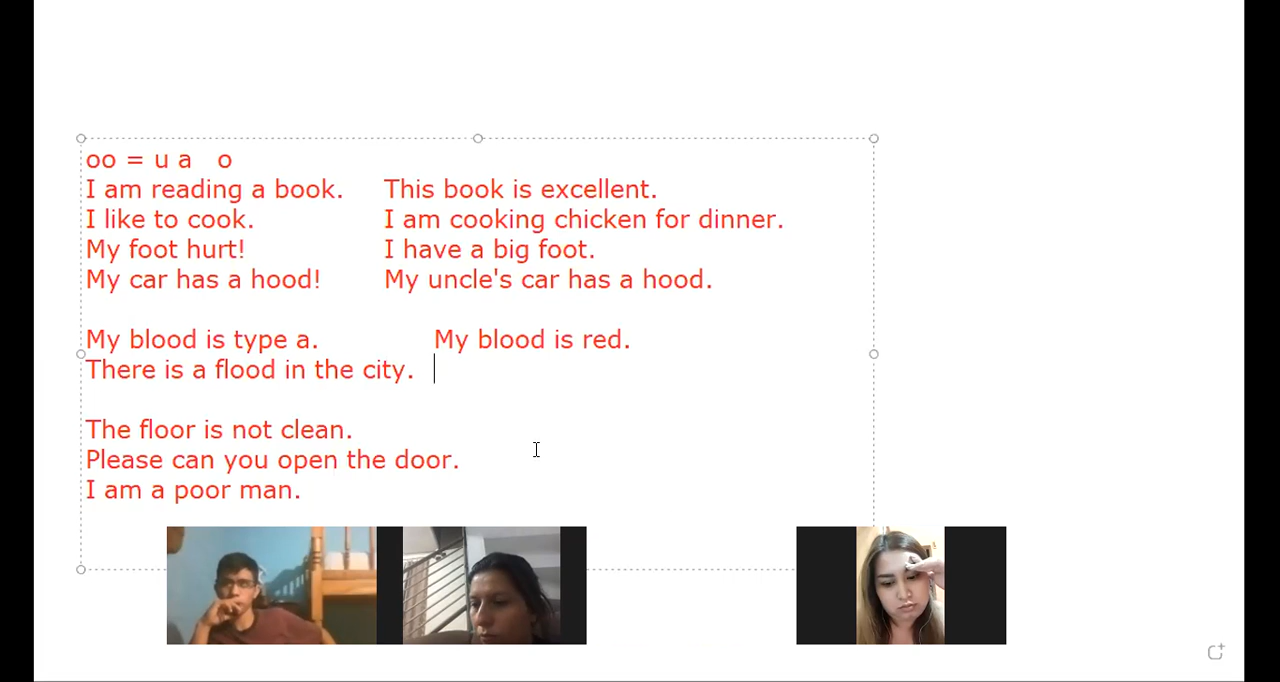 oo = u a o
I am reading a book. This book is excellent.
I like to cook. I am cooking chicken for dinner.
My foot hurt! I have a big foot.
My car has a hood! My uncle's car has a hood.
My blood is type a. My blood is red.
There is a flood in the city.
The floor is not clean.
Please can you open the door.
I am a poor man.